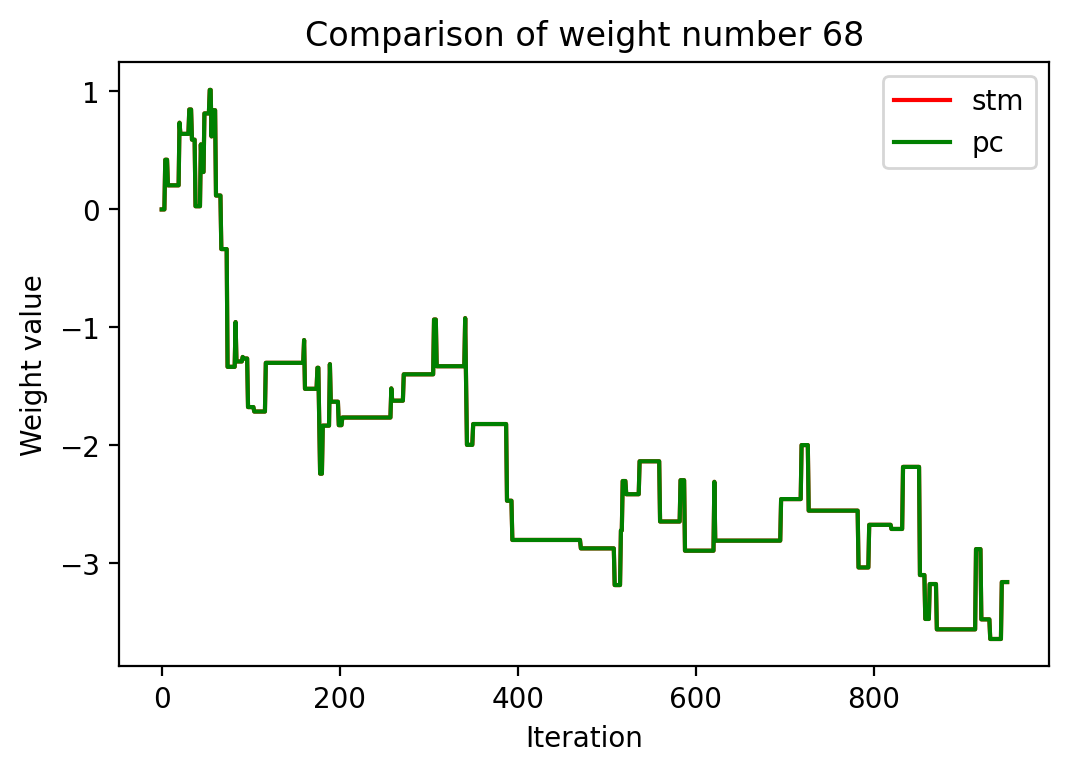 Comparison of weight number 68
stm
pc
Weight value
1
0
−1
−2
−3
0 200 400 600 800
Iteration